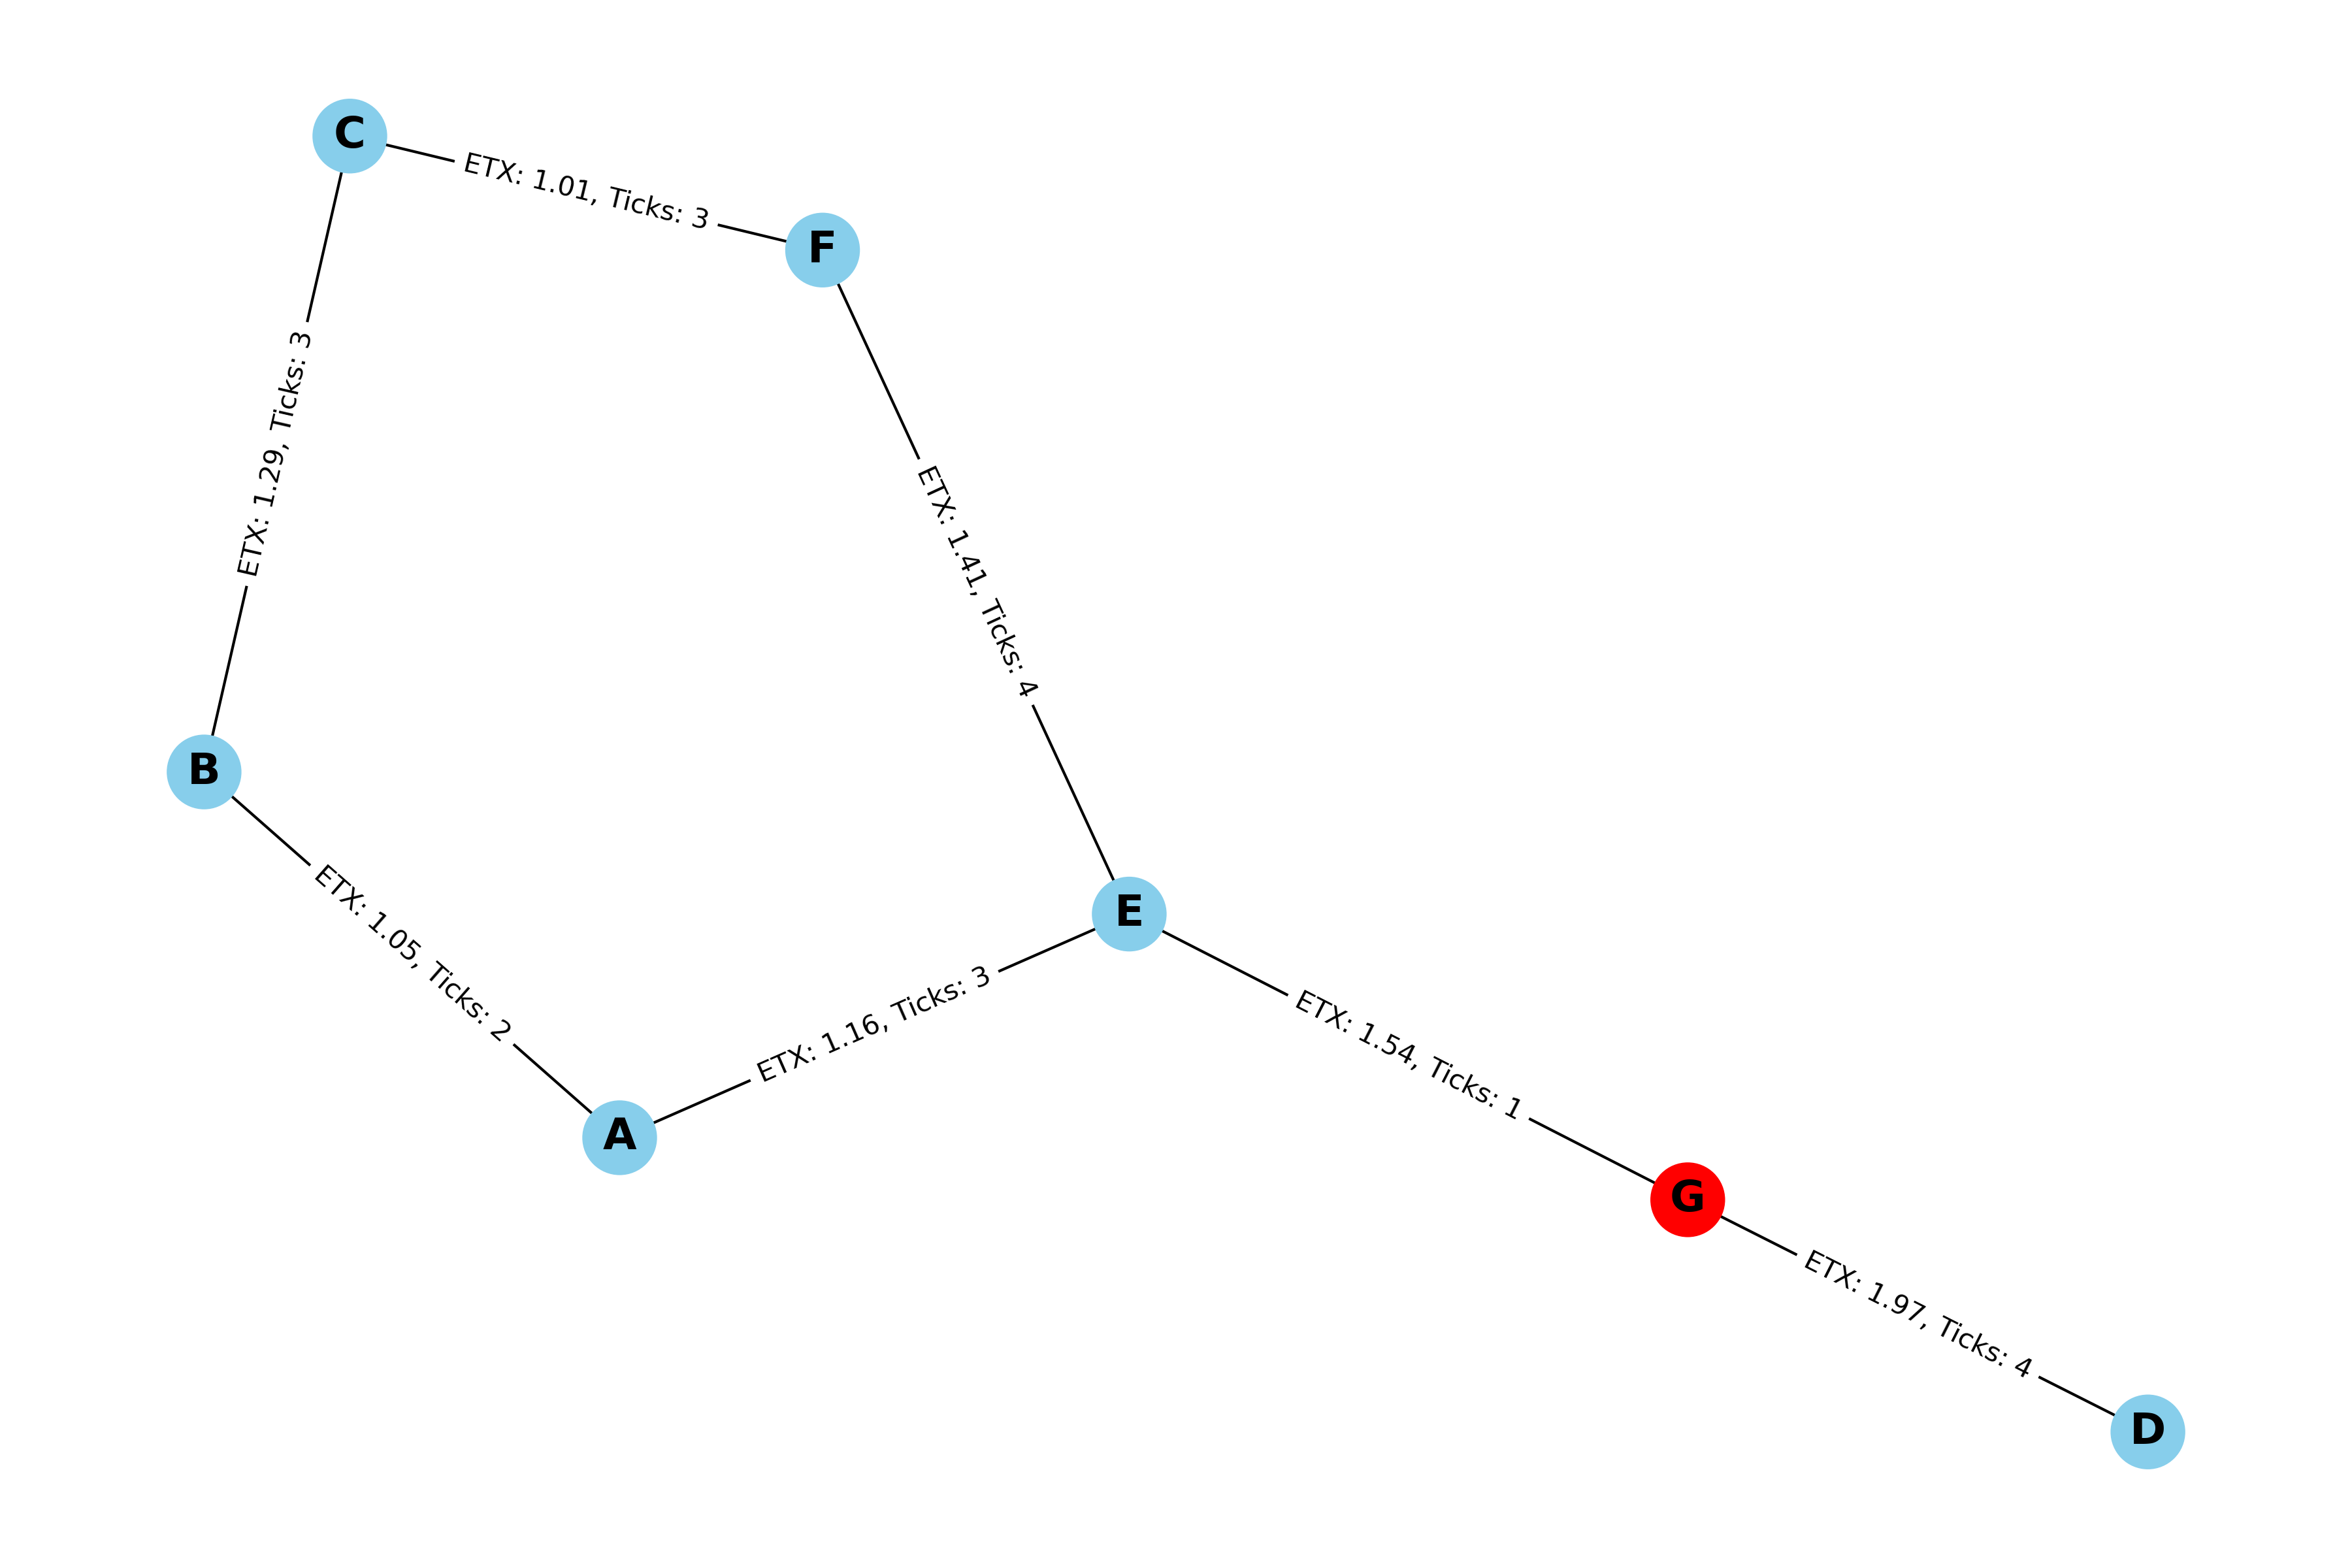 C
ETX: 1.01, Ticks: 3
F
ETX: 1.29, Ticks: 3
ETX: 1.41, Ticks: 4
B
ETX: 1.05, Ticks: 2
E
ETX: 1.16, Ticks: 3
ETX: 1.54, Ticks: 1
A
G
ETX: 1.97, Ticks: 4
D